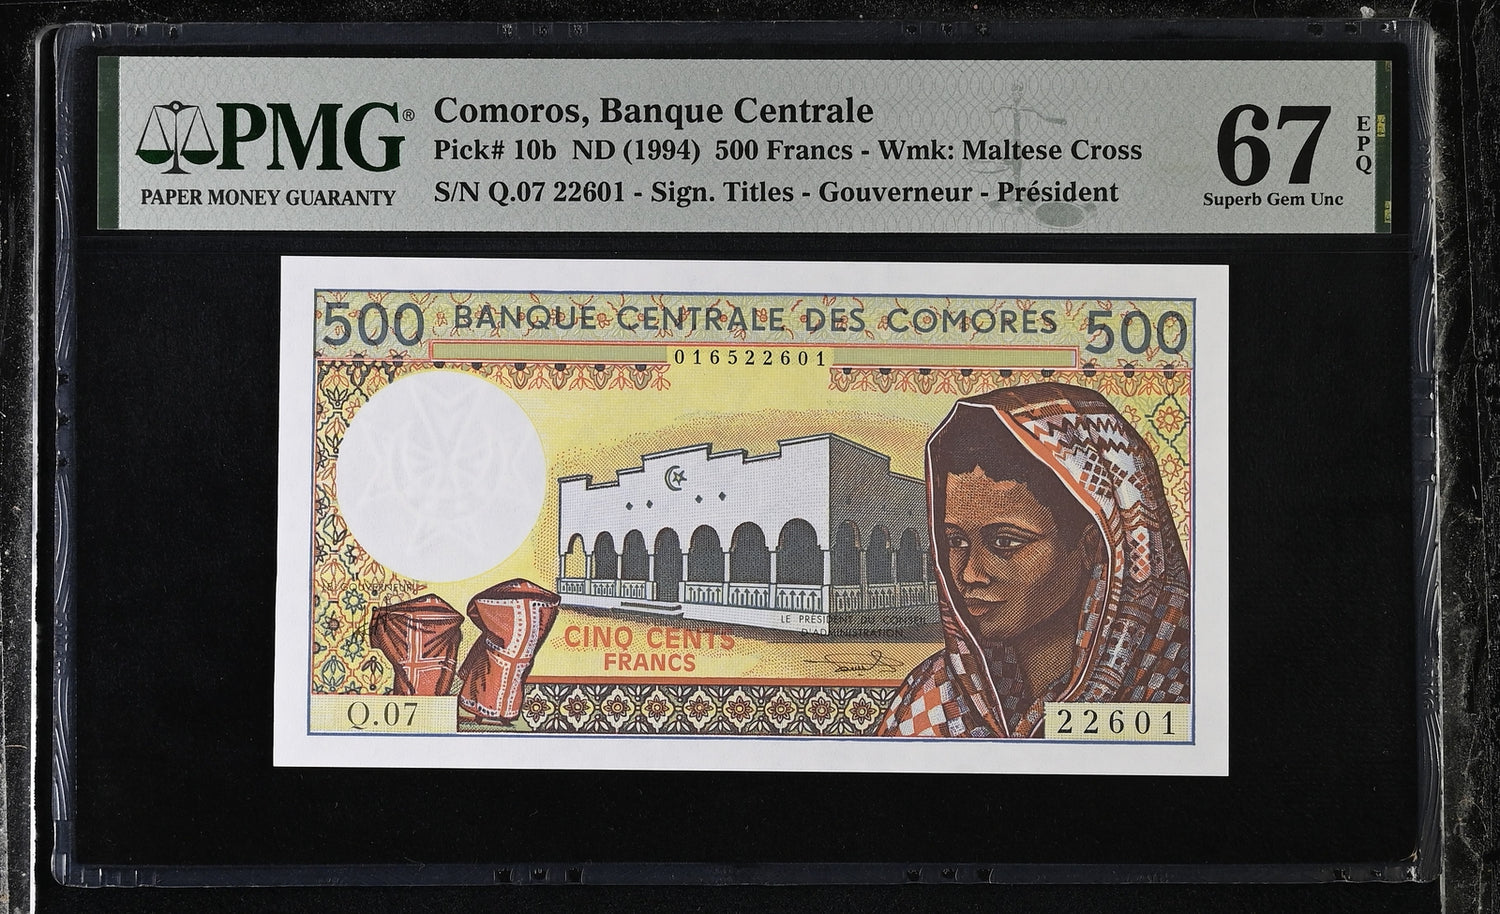 PMG®
PAPER MONEY GUARANTY
Comoros, Banque Centrale
Pick# 10b ND (1994) 500 Francs - Wmk: Maltese Cross
S/N Q.07 22601 - Sign. Titles - Gouverneur - Président
67
EPQ
Superb Gem Unc
500 BANQUE CENTRALE DES COMORES 500
016522601
LE GOUVERNEUR
LE PRÉSIDENT DU CONSEIL
D'ADMINISTRATION
CINQ CENTS
FRANCS
Q.07
22601